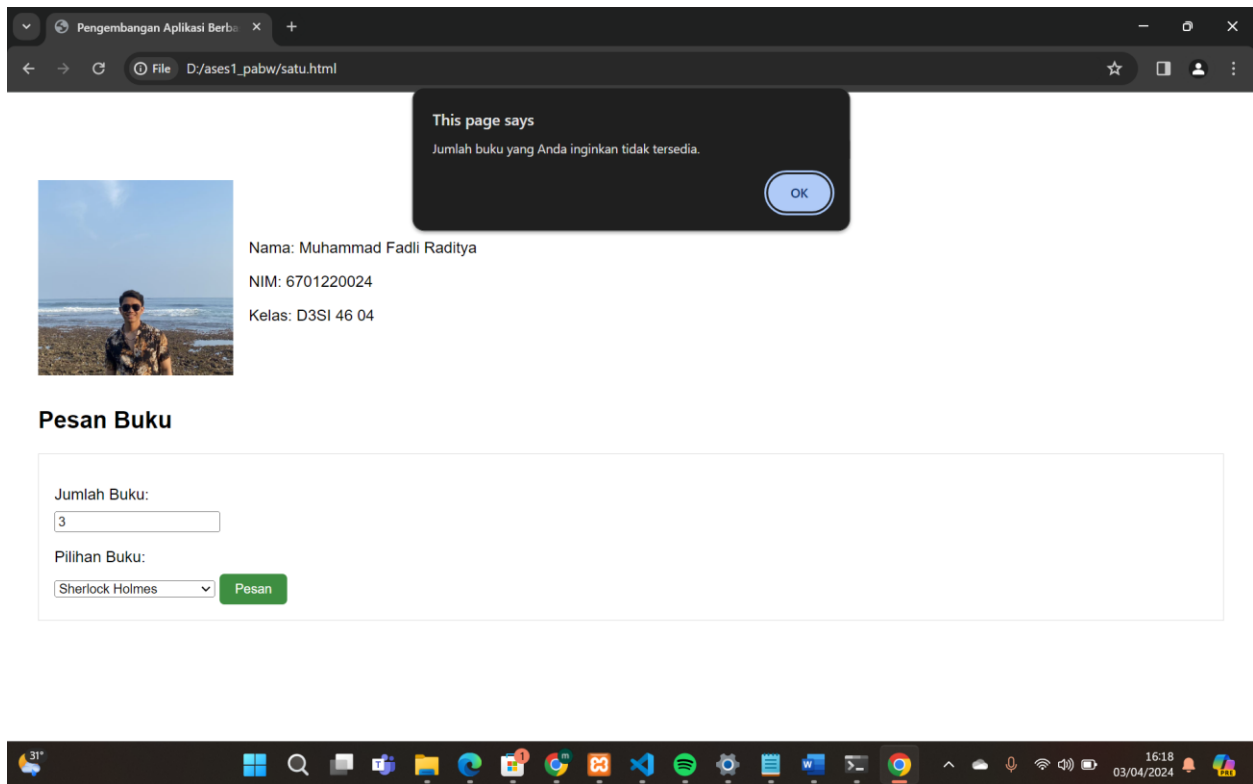 Pengembangan Aplikasi Berba
File D:/ases1_pabw/satu.html
This page says
Jumlah buku yang Anda inginkan tidak tersedia.
OK
Nama: Muhammad Fadli Raditya
NIM: 6701220024
Kelas: D3SI 46 04
Pesan Buku
Jumlah Buku:
3
Pilihan Buku:
Sherlock Holmes Pesan
31°
1
m
16:18
03/04/2024
PRE